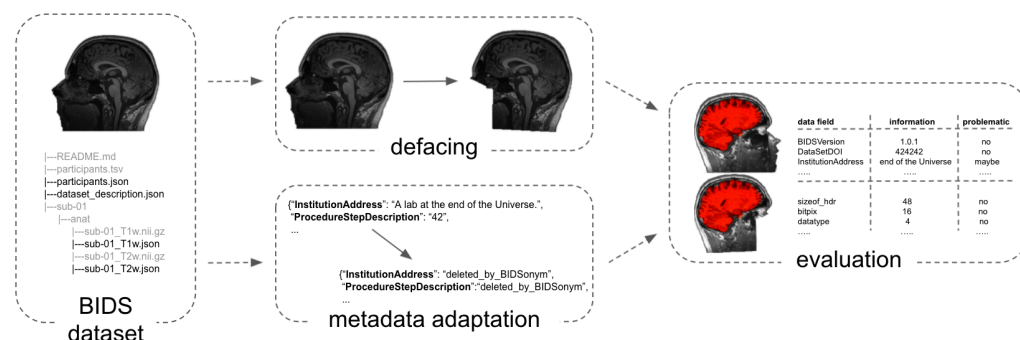 |---README.md
|---participants.tsv
|---participants.json
|---dataset_description.json
|---sub-01
|---anat
|---sub-01_T1w.nii.gz
|---sub-01_T1w.json
|---sub-01_T2w.nii.gz
|---sub-01_T2w.json
BIDS
dataset
defacing
{“InstitutionAddress”: “A lab at the end of the Universe.”,
“ProcedureStepDescription”: “42”,
...
{“InstitutionAddress”: “deleted_by_BIDSonym”,
“ProcedureStepDescription”:“deleted_by_BIDSonym”,
...
metadata adaptation
data field information problematic
BIDSVersion 1.0.1 no
DataSetDOI 424242 no
InstitutionAddress end of the Universe maybe
..... ..... .....
sizeof_hdr 48 no
bitpix 16 no
datatype 4 no
..... ..... .....
evaluation